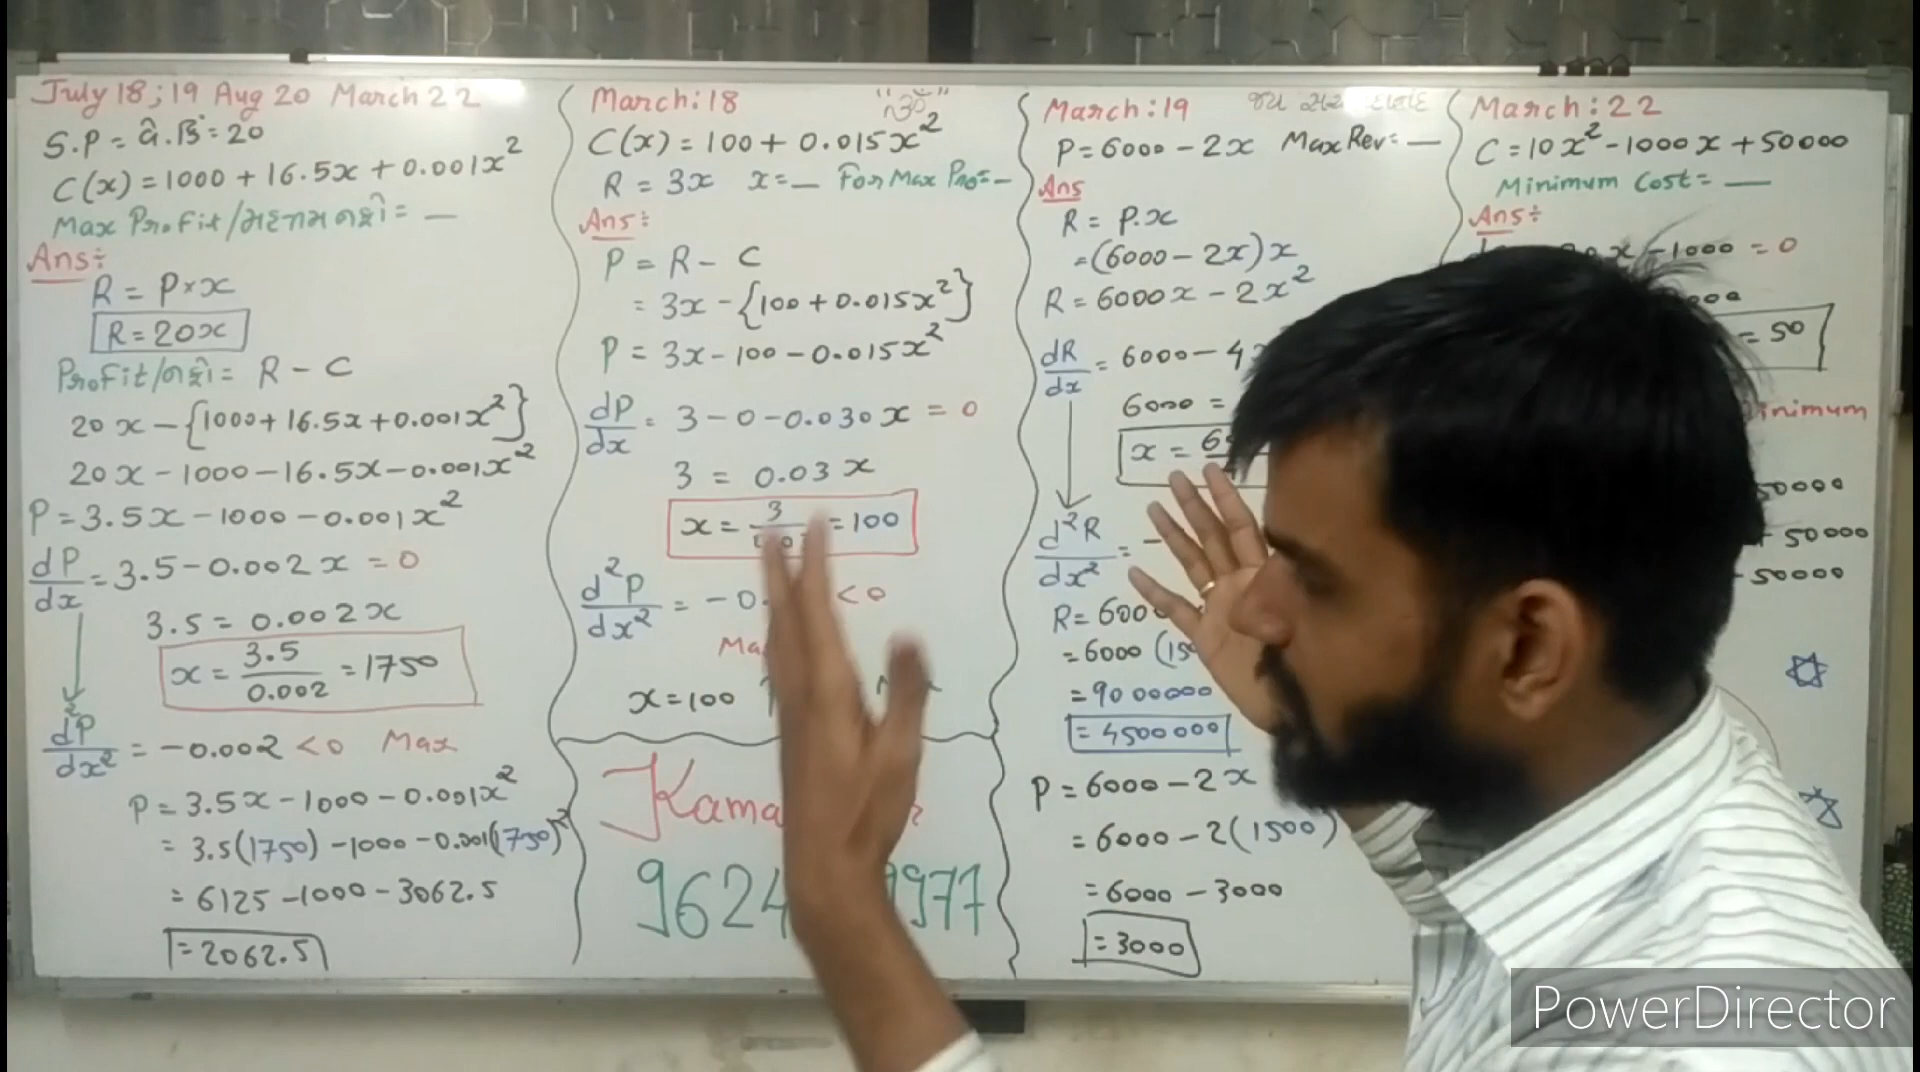 July 18; 19 Aug 20 March 22
S.P = વે.કિં = 20
C(x) = 1000 + 16.5x + 0.001x²
Max Profit/મહત્તમ નફો = —
Ans:
R = P×x
R = 20x
Profit/નફો = R - C
20x - {1000 + 16.5x + 0.001x²}
20x - 1000 - 16.5x - 0.001x²
P = 3.5x - 1000 - 0.001x²
dP/dx = 3.5 - 0.002x = 0
3.5 = 0.002x
x = 3.5/0.002 = 1750
d²P/dx² = -0.002 < 0 Max
P = 3.5x - 1000 - 0.001x²
= 3.5(1750) - 1000 - 0.001(1750)²
= 6125 - 1000 - 3062.5
= 2062.5
March: 18
C(x) = 100 + 0.015x²
R = 3x x = — For Max Pro = —
Ans:
P = R - C
= 3x - {100 + 0.015x²}
P = 3x - 100 - 0.015x²
dP/dx = 3 - 0 - 0.030x = 0
3 = 0.03x
x = 3 = 100
d²P/dx² = -0. < 0
x = 100
9624 977
March: 19
P = 6000 - 2x Max Rev = —
Ans
R = P.x
= (6000 - 2x)x
R = 6000x - 2x²
dR/dx = 6000 - 4
6000 =
x = 6
d²R/dx² = -
R = 600
= 6000 (15
= 9000000
= 4500000
P = 6000 - 2x
= 6000 - 2(1500)
= 6000 - 3000
= 3000
March: 22
C = 10x² - 1000x + 50000
Minimum Cost = —
Ans:
x - 1000 = 0
= 50
inimum
50000
+ 50000
- 50000
PowerDirector